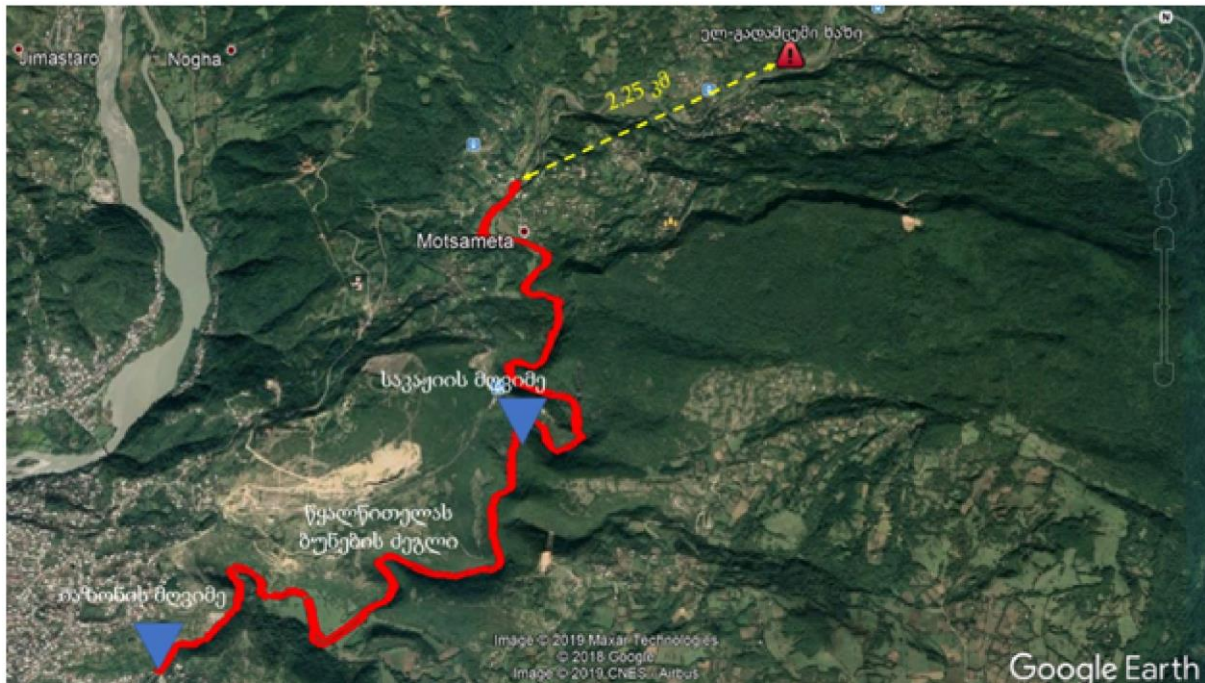 ელ-გადამცემი ხაზი
N
Jimastaro
Nogha
2.25 კმ
Motsameta
საკაჟიის მღვიმე
წყალწითელას
ბუნების ძეგლი
იაზონის მღვიმე
Image © 2019 Maxar Technologies
© 2018 Google
Image © 2019 CNES / Airbus
Google Earth